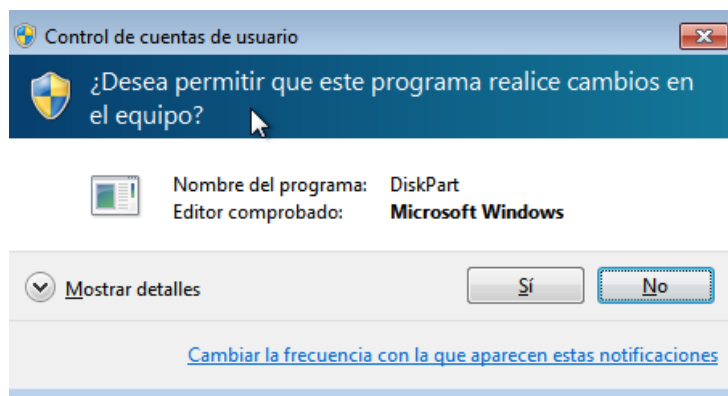 Control de cuentas de usuario
¿Desea permitir que este programa realice cambios en
el equipo?
Nombre del programa: DiskPart
Editor comprobado: Microsoft Windows
Mostrar detalles Sí No
Cambiar la frecuencia con la que aparecen estas notificaciones